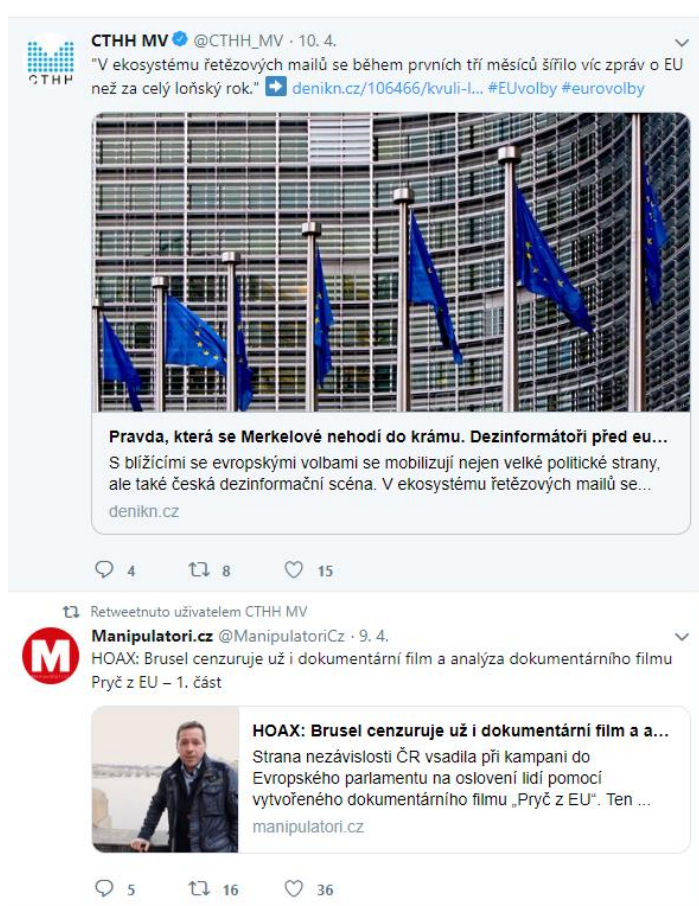 CTHH
CTHH MV @CTHH_MV · 10. 4.
"V ekosystému řetězových mailů se během prvních tří měsíců šířilo víc zpráv o EU
než za celý loňský rok." ➡ denikn.cz/106466/kvuli-l... #EUvolby #eurovolby
Pravda, která se Merkelové nehodí do krámu. Dezinformátoři před eu...
S blížícími se evropskými volbami se mobilizují nejen velké politické strany,
ale také česká dezinformační scéna. V ekosystému řetězových mailů se...
denikn.cz
4 8 15
Retweetnuto uživatelem CTHH MV
Manipulatori.cz @ManipulatoriCz · 9. 4.
M
HOAX: Brusel cenzuruje už i dokumentární film a analýza dokumentárního filmu
Pryč z EU – 1. část
HOAX: Brusel cenzuruje už i dokumentární film a a...
Strana nezávislosti ČR vsadila při kampani do
Evropského parlamentu na oslovení lidí pomocí
vytvořeného dokumentárního filmu „Pryč z EU“. Ten ...
manipulatori.cz
5 16 36